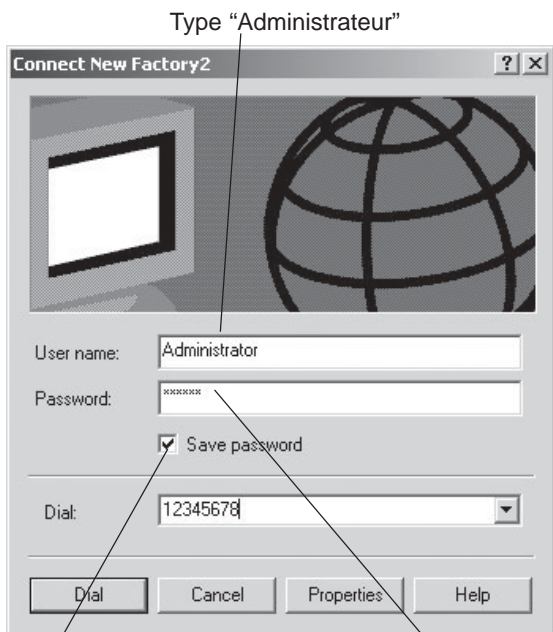 Type “Administrateur”
Connect New Factory2
User name:
Administrator
Password:
××××××
Save password
Dial:
12345678
Dial
Cancel
Properties
Help